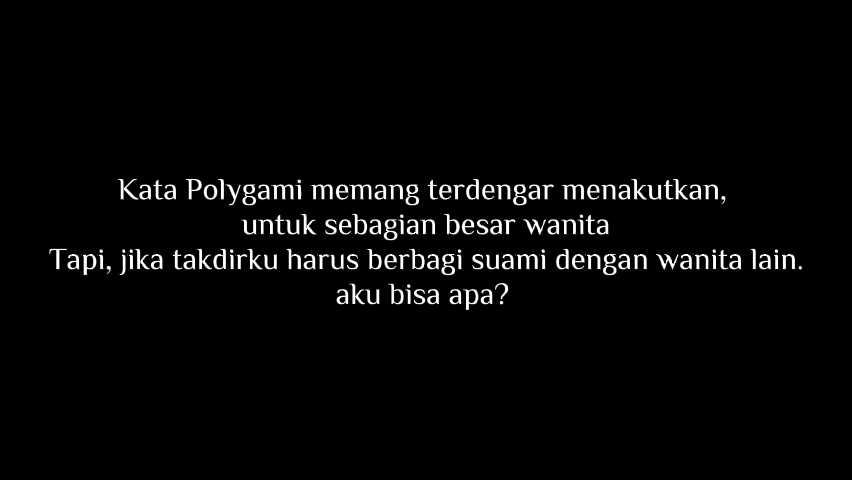 Kata Polygami memang terdengar menakutkan,
untuk sebagian besar wanita
Tapi, jika takdirku harus berbagi suami dengan wanita lain.
aku bisa apa?